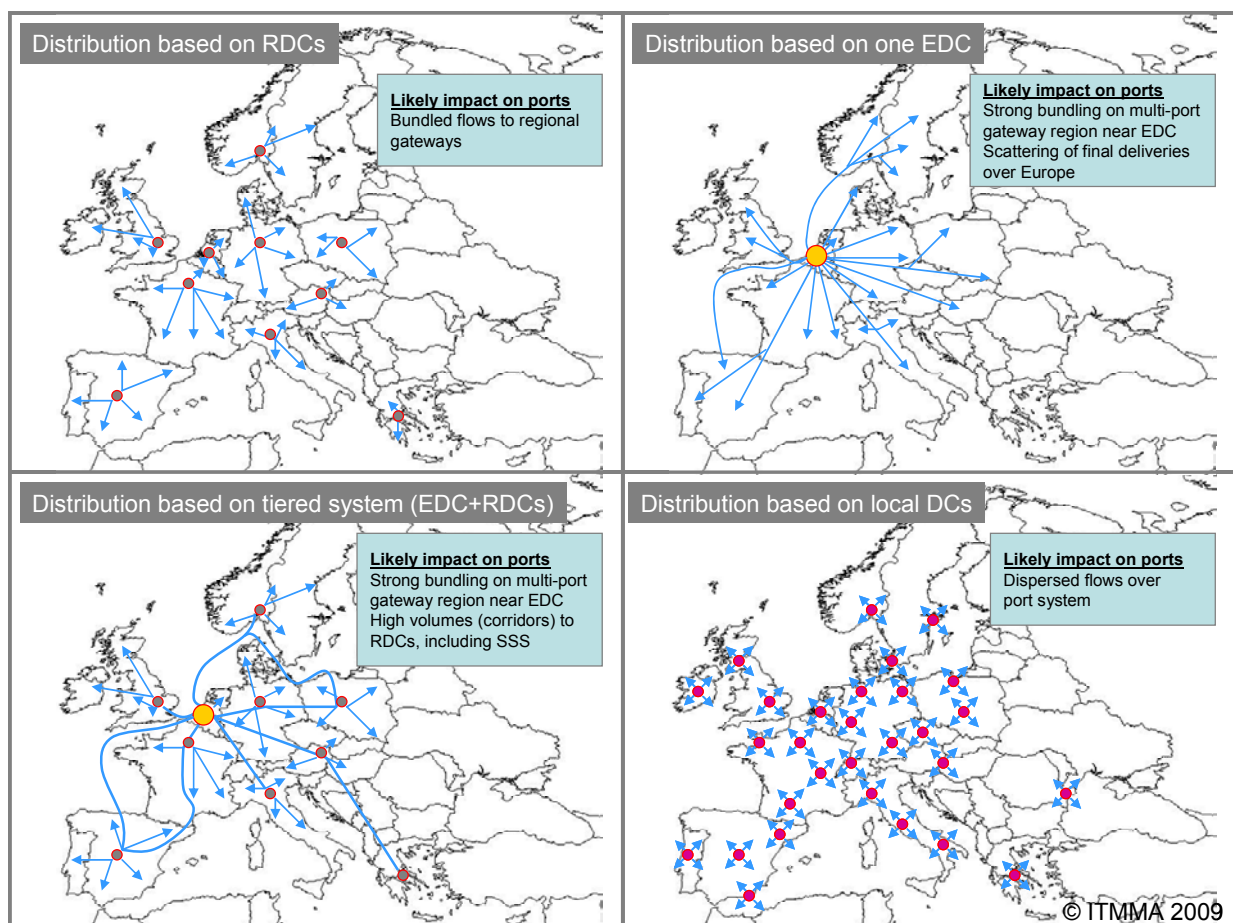 Distribution based on RDCs
Likely impact on ports
Bundled flows to regional
gateways
Distribution based on one EDC
Likely impact on ports
Strong bundling on multi-port
gateway region near EDC
Scattering of final deliveries
over Europe
Distribution based on tiered system (EDC+RDCs)
Likely impact on ports
Strong bundling on multi-port
gateway region near EDC
High volumes (corridors) to
RDCs, including SSS
Distribution based on local DCs
Likely impact on ports
Dispersed flows over
port system
© ITMMA 2009